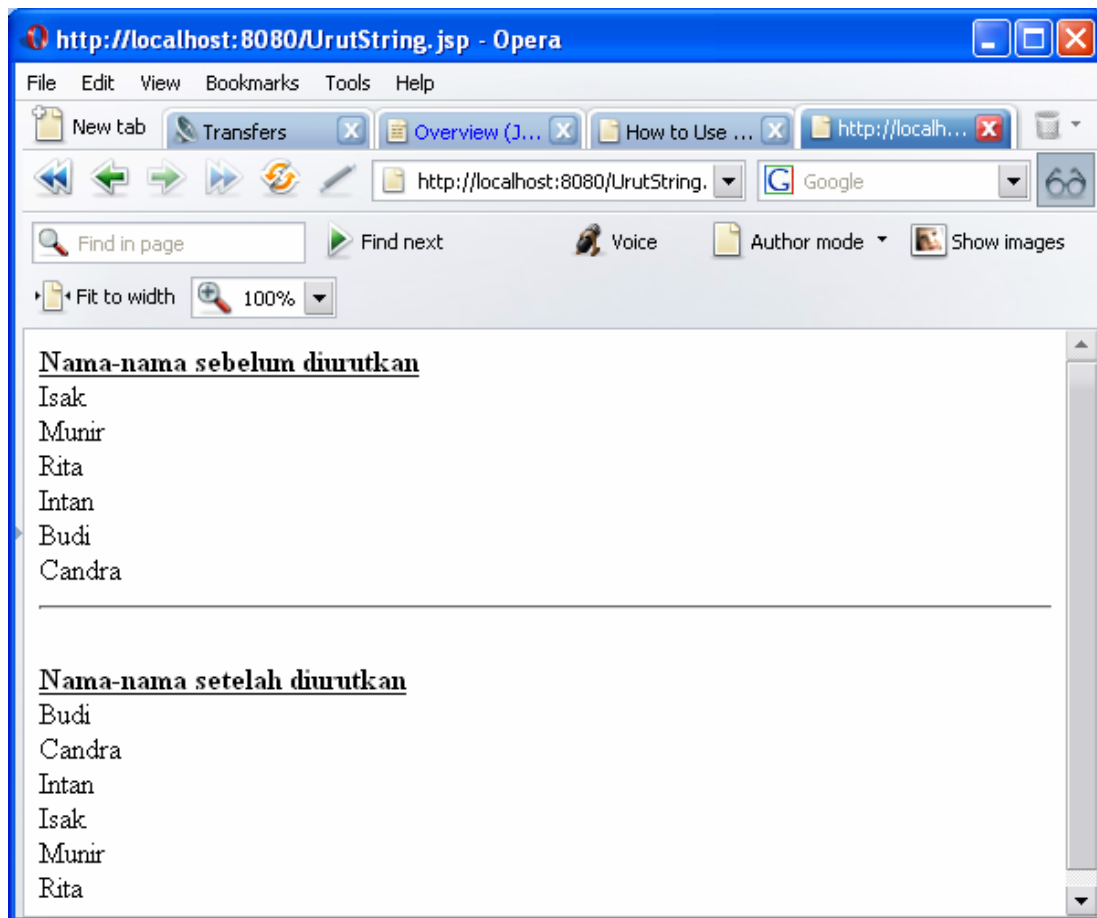 http://localhost:8080/UrutString.jsp - Opera
File Edit View Bookmarks Tools Help
New tab Transfers Overview (J... How to Use ... http://localh...
http://localhost:8080/UrutString. G Google
Find in page Find next Voice Author mode Show images
Fit to width 100%
Nama-nama sebelum diurutkan
Isak
Munir
Rita
Intan
Budi
Candra
Nama-nama setelah diurutkan
Budi
Candra
Intan
Isak
Munir
Rita